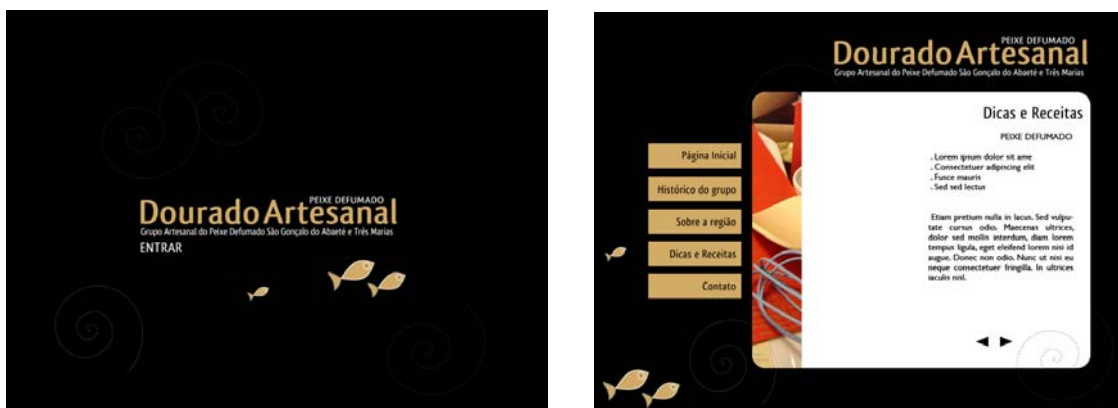 PEIXE DEFUMADO
Dourado Artesanal
Grupo Artesanal do Peixe Defumado São Gonçalo do Abaeté e Três Marias
ENTRAR
PEIXE DEFUMADO
Dourado Artesanal
Grupo Artesanal do Peixe Defumado São Gonçalo do Abaeté e Três Marias
Página Inicial
Histórico do grupo
Sobre a região
Dicas e Receitas
Contato
Dicas e Receitas
PEIXE DEFUMADO
. Lorem ipsum dolor sit ame
. Consectetuer adipiscing elit
. Fusce mauris
. Sed sed lectus
Etiam pretium nulla in lacus. Sed vulpu-
tate cursus odio. Maecenas ultrices,
dolor sed mollis interdum, diam lorem
tempus ligula, eget eleifend lorem nisi id
augue. Donec non odio. Nunc ut nisi eu
neque consectetuer fringilla. In ultrices
iaculis nisl.